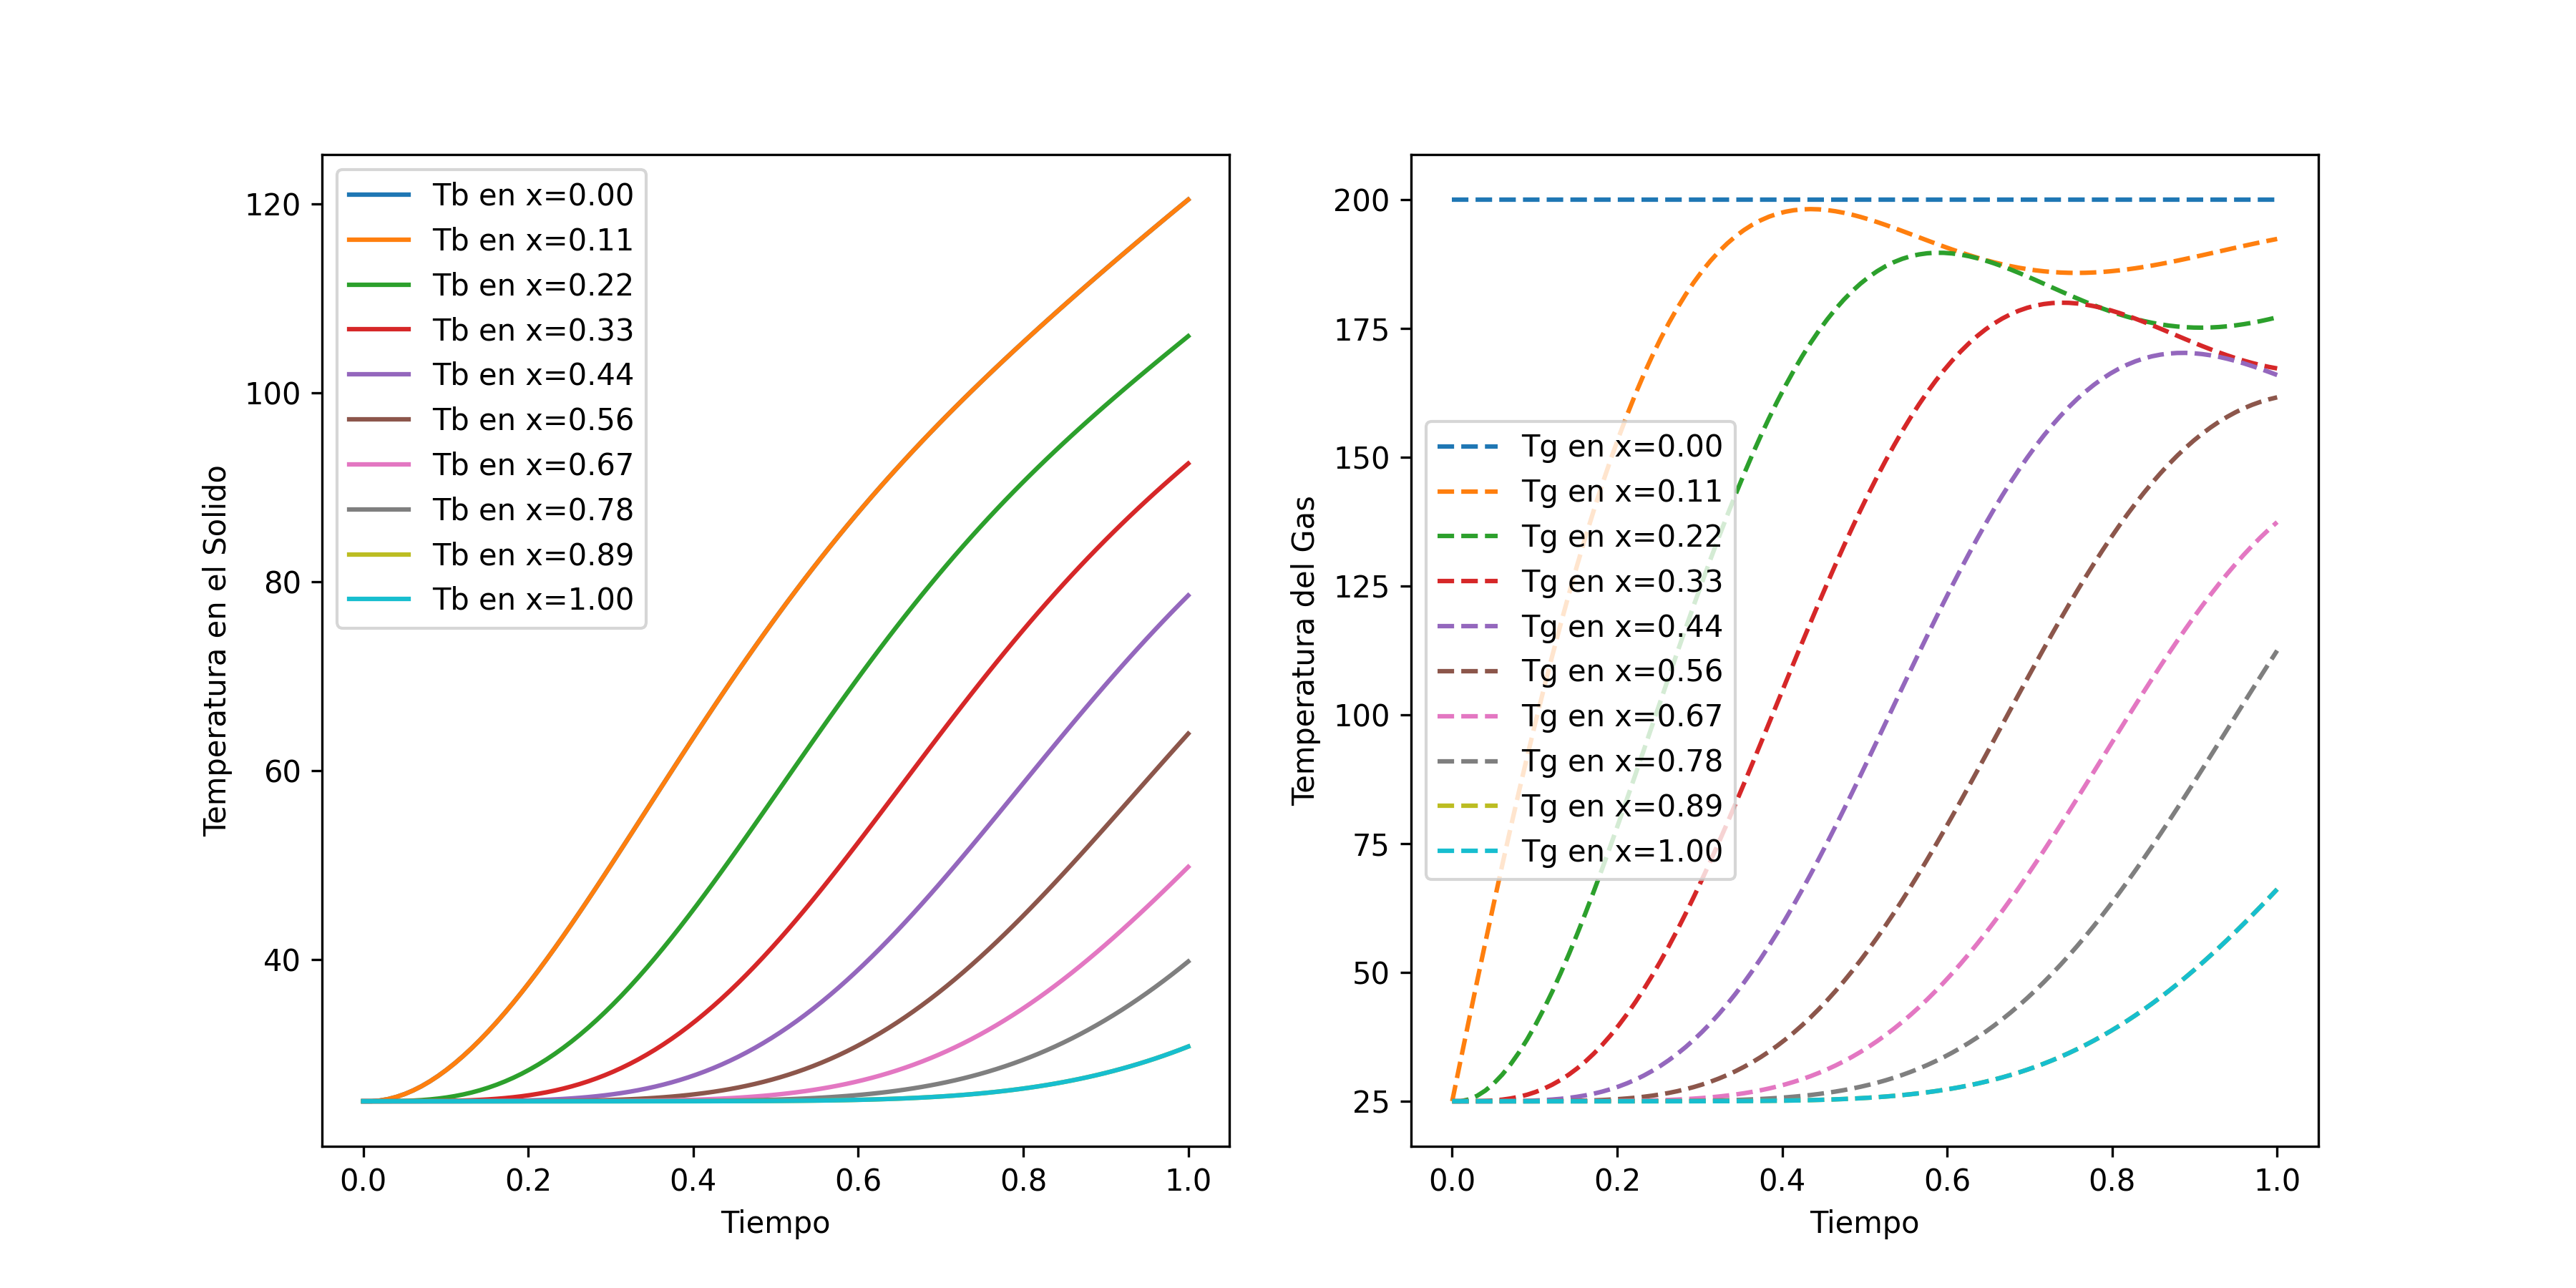 Temperatura en el Solido
120
100
80
60
40
Tb en x=0.00
Tb en x=0.11
Tb en x=0.22
Tb en x=0.33
Tb en x=0.44
Tb en x=0.56
Tb en x=0.67
Tb en x=0.78
Tb en x=0.89
Tb en x=1.00
0.0 0.2 0.4 0.6 0.8 1.0
Tiempo
Temperatura del Gas
200
175
150
125
100
75
50
25
Tg en x=0.00
Tg en x=0.11
Tg en x=0.22
Tg en x=0.33
Tg en x=0.44
Tg en x=0.56
Tg en x=0.67
Tg en x=0.78
Tg en x=0.89
Tg en x=1.00
0.0 0.2 0.4 0.6 0.8 1.0
Tiempo